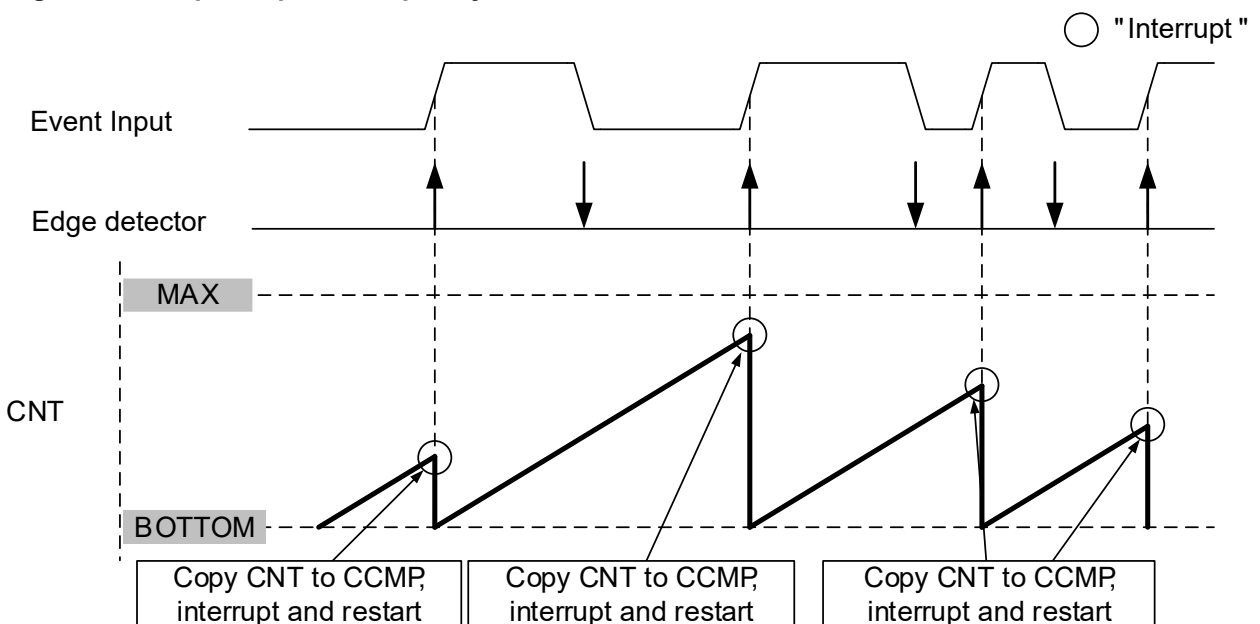 "Interrupt"
Event Input
Edge detector
MAX
CNT
BOTTOM
Copy CNT to CCMP,
interrupt and restart
Copy CNT to CCMP,
interrupt and restart
Copy CNT to CCMP,
interrupt and restart